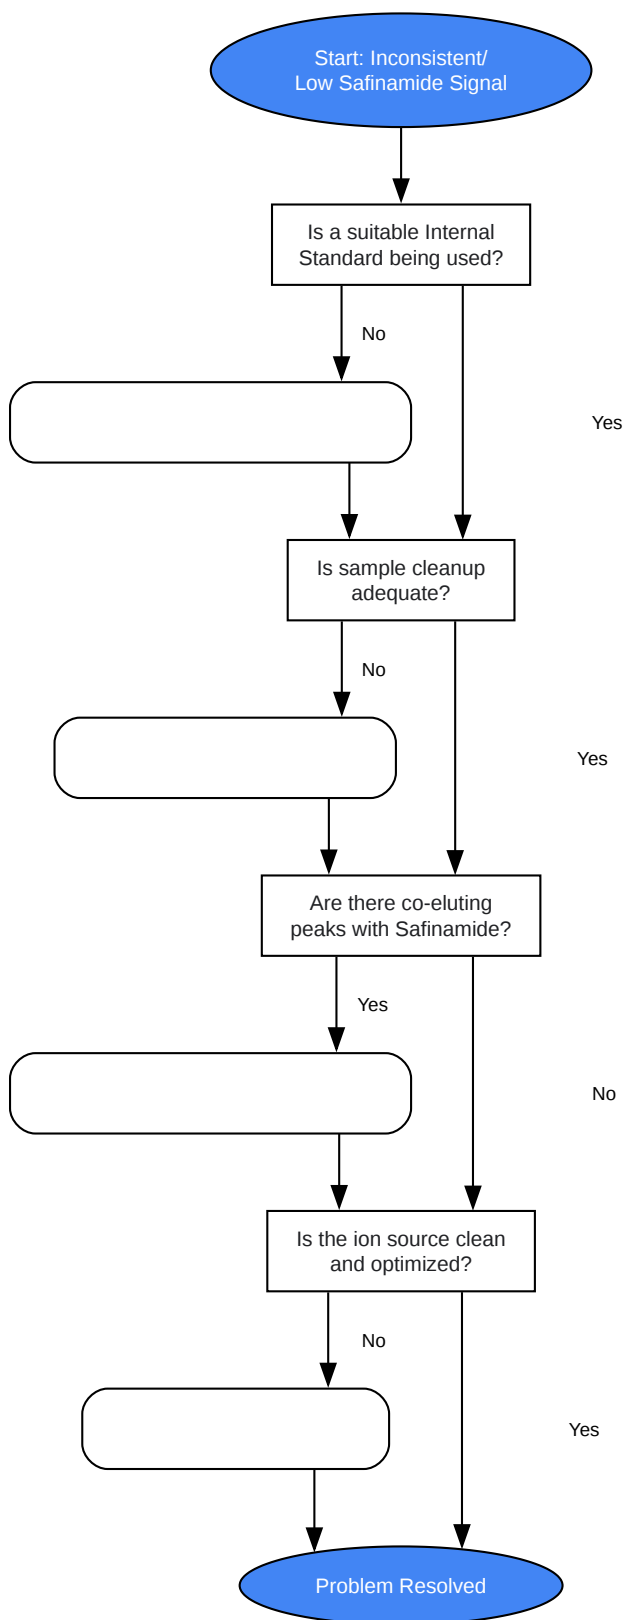 Start: Inconsistent/
Low Safinamide Signal
Is a suitable Internal
Standard being used?
No
Yes
Is sample cleanup
adequate?
No
Yes
Are there co-eluting
peaks with Safinamide?
Yes
No
Is the ion source clean
and optimized?
No
Yes
Problem Resolved